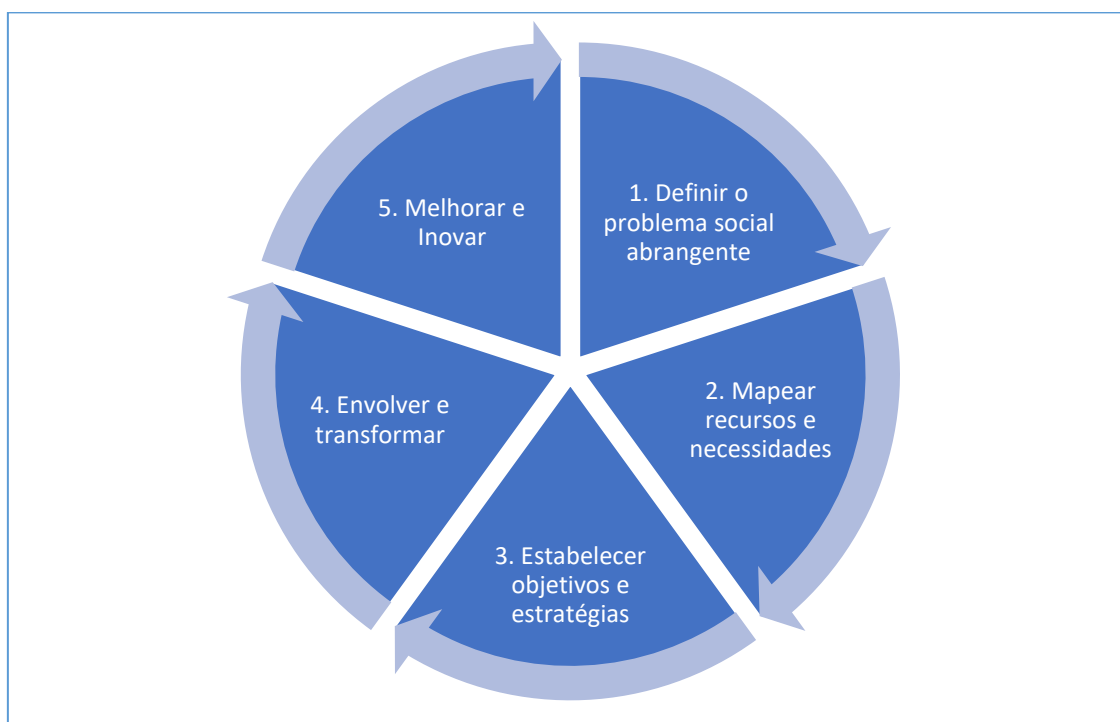 1. Definir o
problema social
abrangente
2. Mapear
recursos e
necessidades
3. Estabelecer
objetivos e
estratégias
4. Envolver e
transformar
5. Melhorar e
Inovar